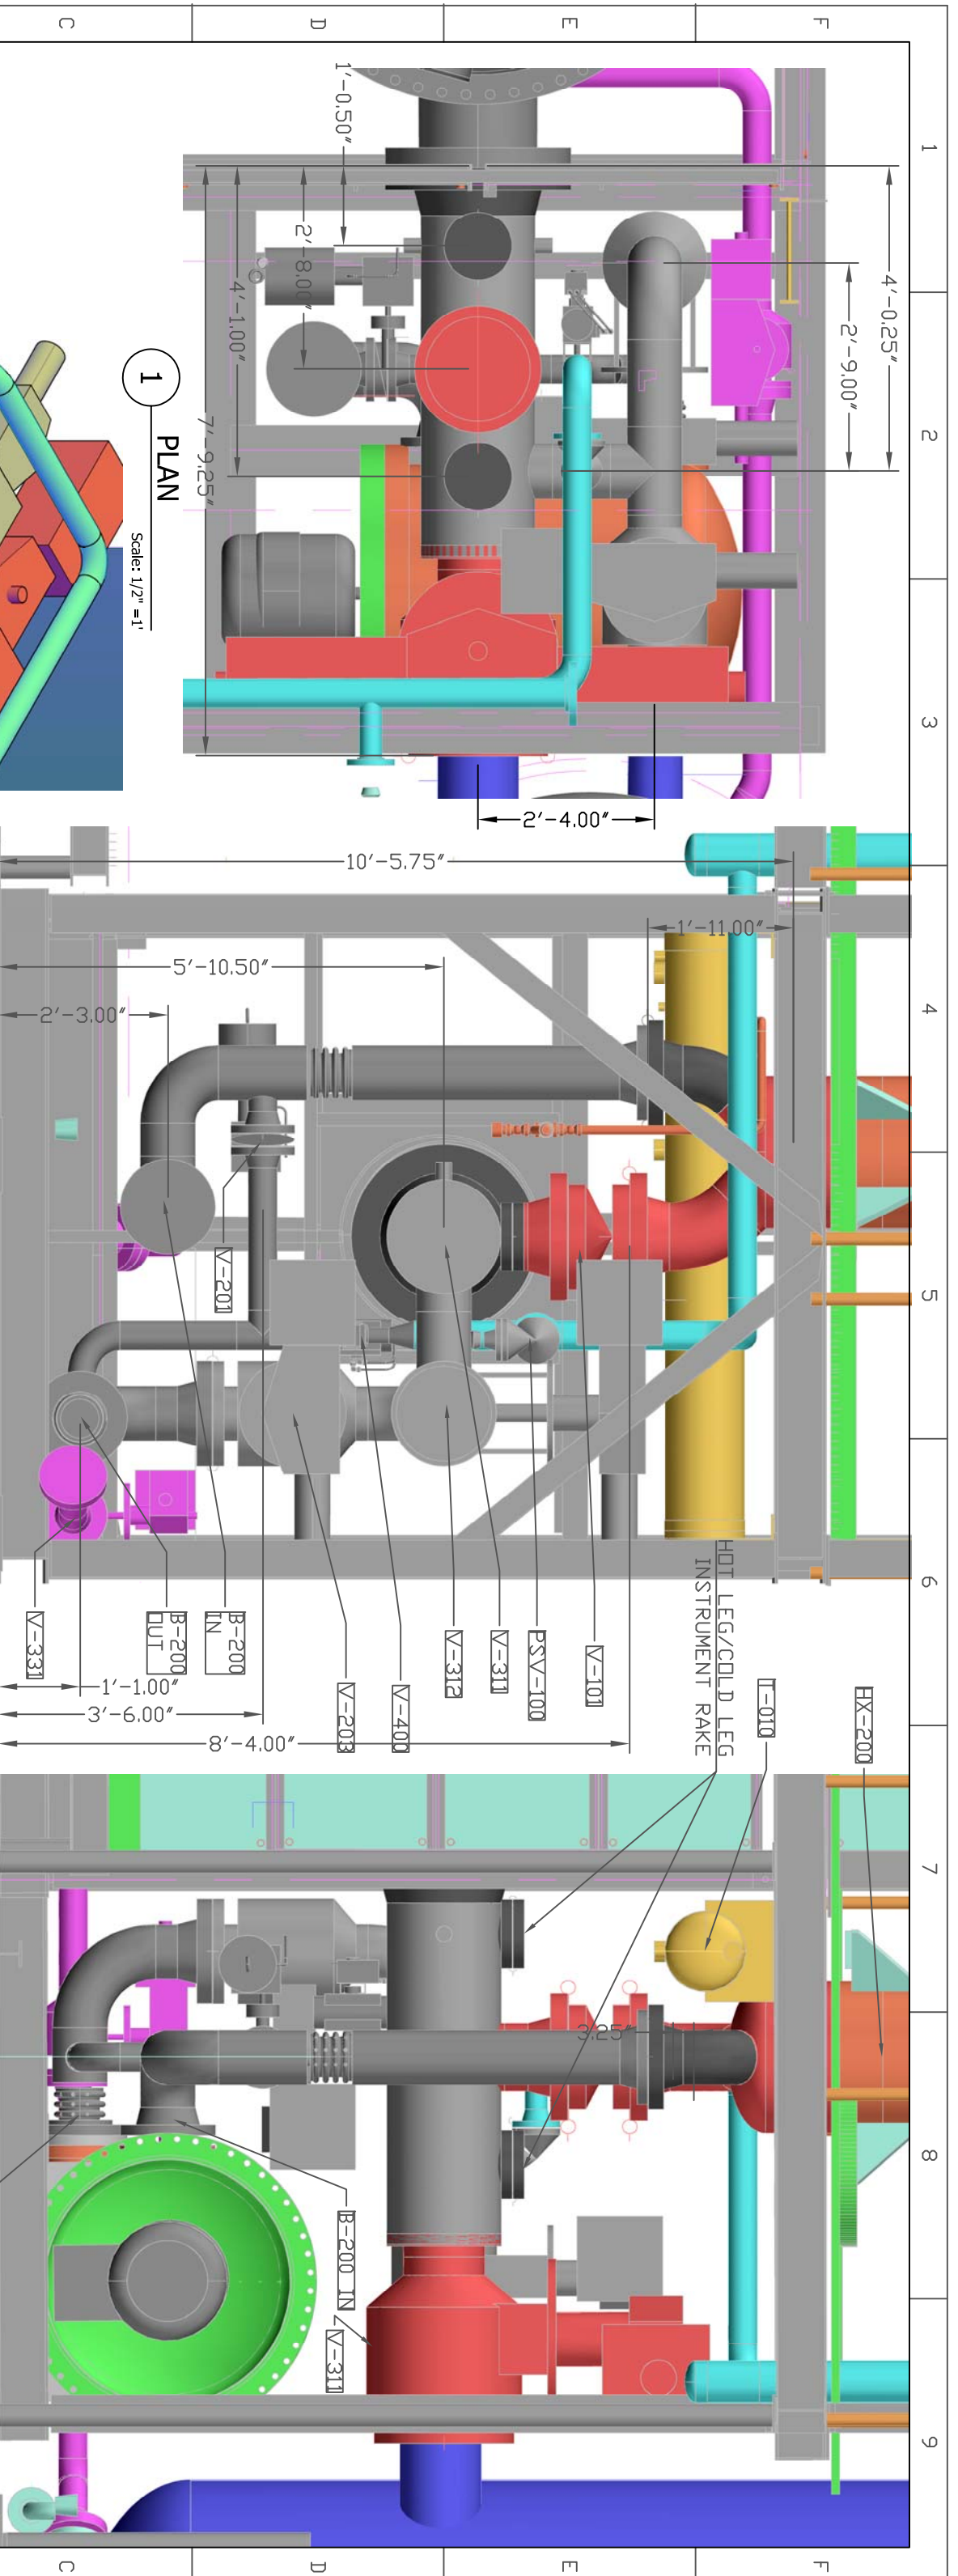 1
2
3
4
5
6
7
8
9
F
E
D
C
F
E
D
C
4'-0.25"
2'-9.00"
1'-0.50"
2'-8.00"
4'-1.00"
7'-9.25"
2'-4.00"
1
PLAN
Scale: 1/2" =1'
10'-5.75"
1'-11.00"
5'-10.50"
2'-3.00"
V-201
HOT LEG/COLD LEG
INSTRUMENT RAKE
V-101
PSV-100
V-311
V-312
V-400
V-203
B-200
IN
B-200
OUT
V-331
1'-1.00"
3'-6.00"
8'-4.00"
HX-200
T-010
3.25"
B-200 IN
V-311